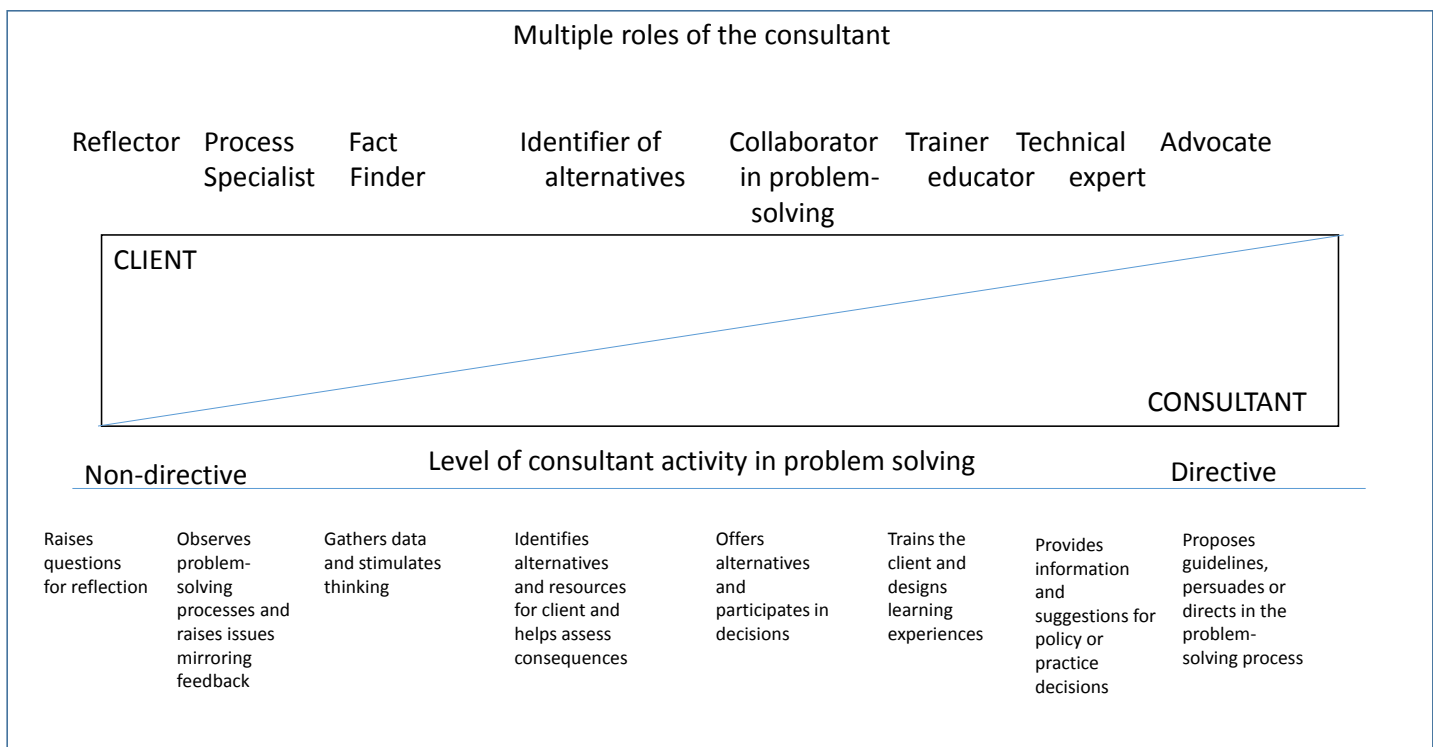 Multiple roles of the consultant
Reflector
Process
Specialist
Fact
Finder
Identifier of
alternatives
Collaborator
in problem-
solving
Trainer
educator
Technical
expert
Advocate
CLIENT
CONSULTANT
Non-directive
Level of consultant activity in problem solving
Directive
Raises
questions
for reflection
Observes
problem-
solving
processes and
raises issues
mirroring
feedback
Gathers data
and stimulates
thinking
Identifies
alternatives
and resources
for client and
helps assess
consequences
Offers
alternatives
and
participates in
decisions
Trains the
client and
designs
learning
experiences
Provides
information
and
suggestions for
policy or
practice
decisions
Proposes
guidelines,
persuades or
directs in the
problem-
solving process